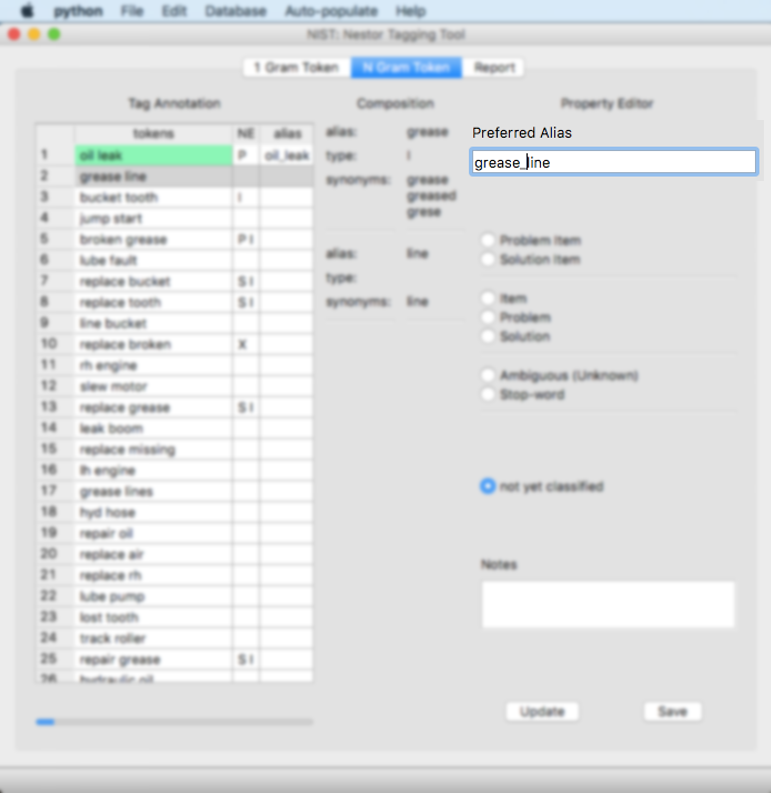 python File Edit Database Auto-populate Help
NIST: Nestor Tagging Tool
1 Gram Token N Gram Token Report
Tag Annotation Composition Property Editor
tokens NE alias
1 oil leak P oil_leak
2 grease line
3 bucket tooth I
4 jump start
5 broken grease P I
6 lube fault
7 replace bucket S I
8 replace tooth S I
9 line bucket
10 replace broken X
11 rh engine
12 slew motor
13 replace grease S I
14 leak boom
15 replace missing
16 lh engine
17 grease lines
18 hyd hose
19 repair oil
20 replace air
21 replace rh
22 lube pump
23 lost tooth
24 track roller
25 repair grease S I
26 hydraulic oil
alias: grease
type: I
synonyms: grease
greased
grese
alias: line
type:
synonyms: line
Preferred Alias
grease_line
Problem Item
Solution Item
Item
Problem
Solution
Ambiguous (Unknown)
Stop-word
not yet classified
Notes
Update Save